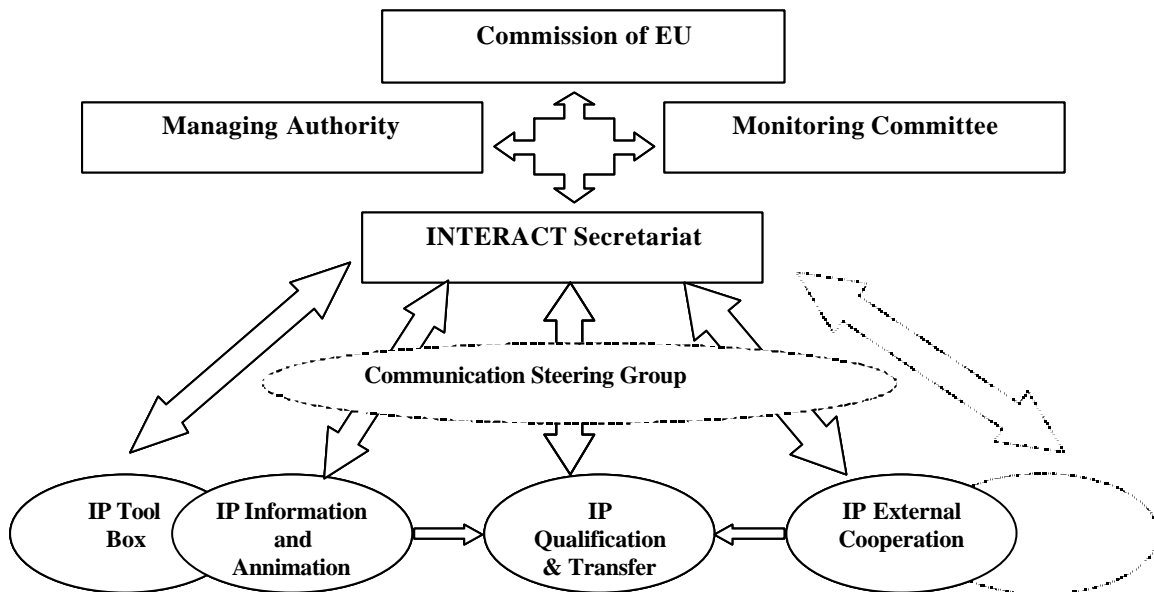 Commission of EU
Managing Authority
Monitoring Committee
INTERACT Secretariat
Communication Steering Group
IP Tool
Box
IP Information
and
Annimation
IP
Qualification
& Transfer
IP External
Cooperation